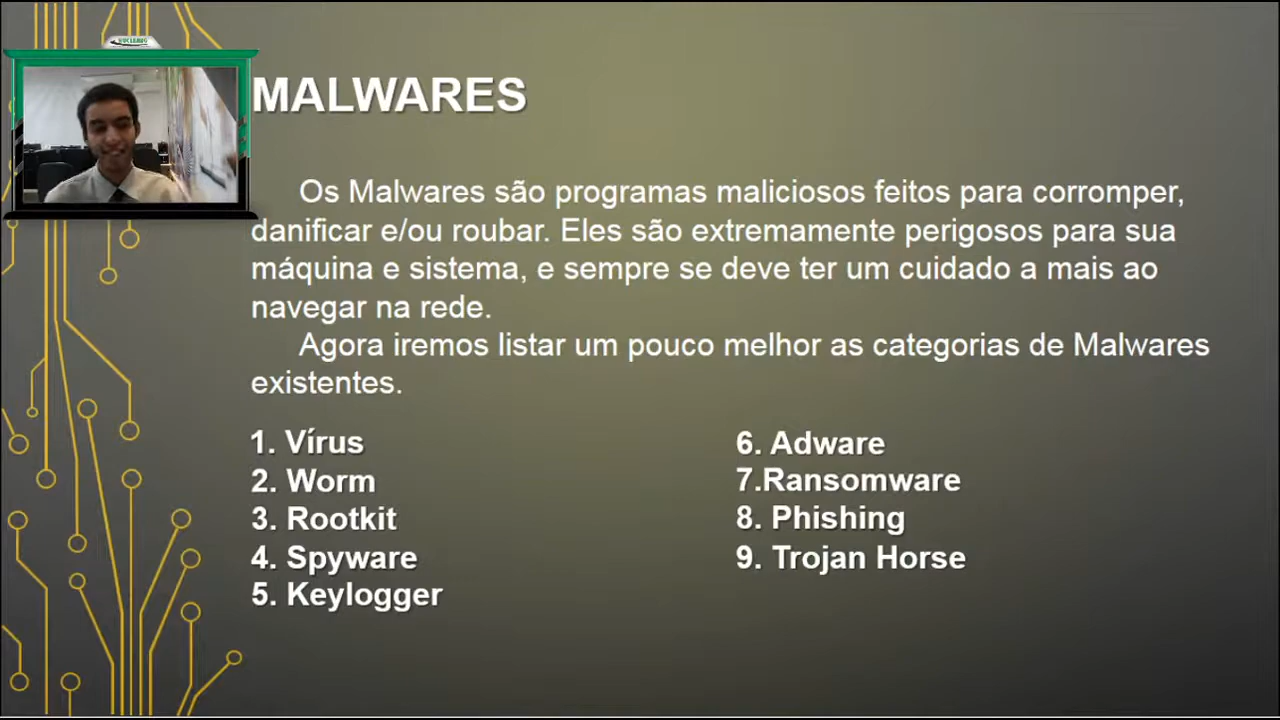 MALWARES
Os Malwares são programas maliciosos feitos para corromper,
danificar e/ou roubar. Eles são extremamente perigosos para sua
máquina e sistema, e sempre se deve ter um cuidado a mais ao
navegar na rede.
Agora iremos listar um pouco melhor as categorias de Malwares
existentes.
1. Vírus
2. Worm
3. Rootkit
4. Spyware
5. Keylogger
6. Adware
7.Ransomware
8. Phishing
9. Trojan Horse